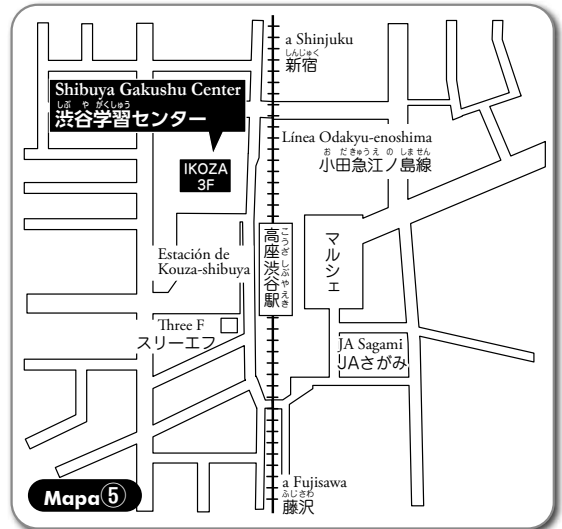 a Shinjuku
しんじゅく
新宿
Shibuya Gakushu Center
しぶ や がくしゅう
渋谷学習センター
IKOZA
3F
Línea Odakyu-enoshima
お だきゅう え の しません
小田急江ノ島線
Estación de
Kouza-shibuya
高座渋谷駅
こうざしぶやえき
マルシェ
Three F
スリーエフ
JA Sagami
JAさがみ
a Fujisawa
ふじさわ
藤沢
Mapa⑤